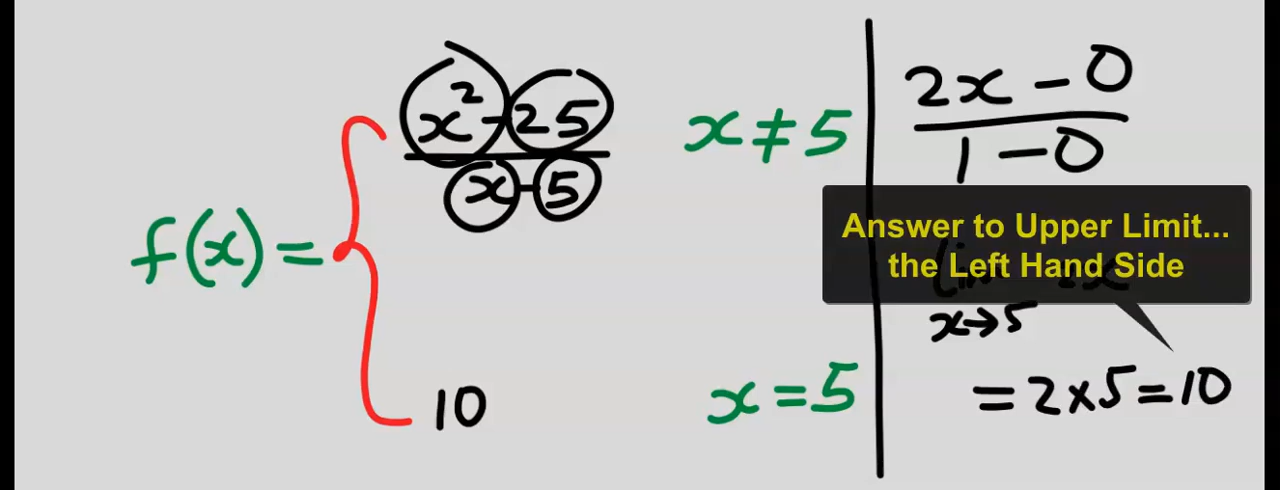 f(x) =
x² - 25
x - 5
x ≠ 5
10
x = 5
2x - 0
1 - 0
Answer to Upper Limit...
the Left Hand Side
x→5
= 2×5 = 10